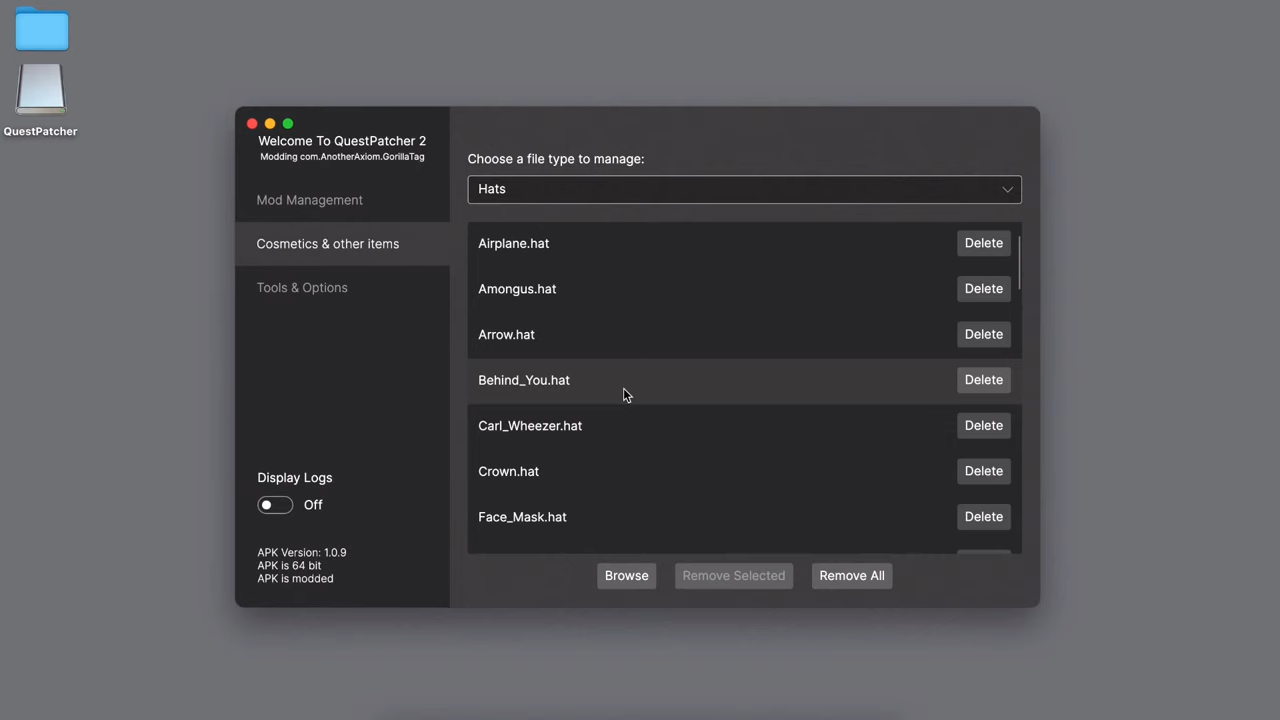 QuestPatcher
Welcome To QuestPatcher 2
Modding com.AnotherAxiom.GorillaTag
Mod Management
Cosmetics & other items
Tools & Options
Display Logs
Off
APK Version: 1.0.9
APK is 64 bit
APK is modded
Choose a file type to manage:
Hats
Airplane.hat Delete
Amongus.hat Delete
Arrow.hat Delete
Behind_You.hat Delete
Carl_Wheezer.hat Delete
Crown.hat Delete
Face_Mask.hat Delete
Browse Remove Selected Remove All